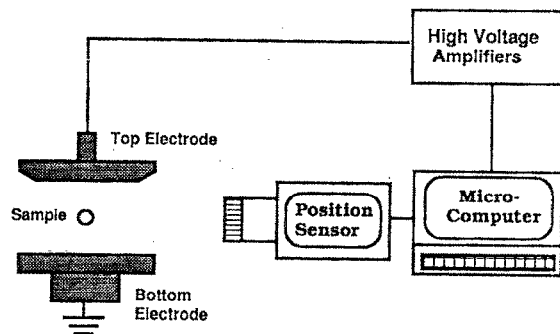 High Voltage
Amplifiers
Top Electrode
Sample
Position
Sensor
Micro-
Computer
Bottom
Electrode